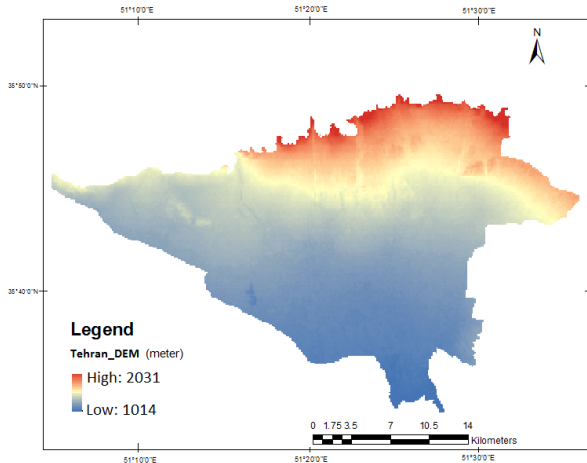 51°10'0"E 51°20'0"E 51°30'0"E
N
35°50'0"N
35°40'0"N
Legend
Tehran_DEM (meter)
High: 2031
Low: 1014
0 1.75 3.5 7 10.5 14
Kilometers
51°10'0"E 51°20'0"E 51°30'0"E